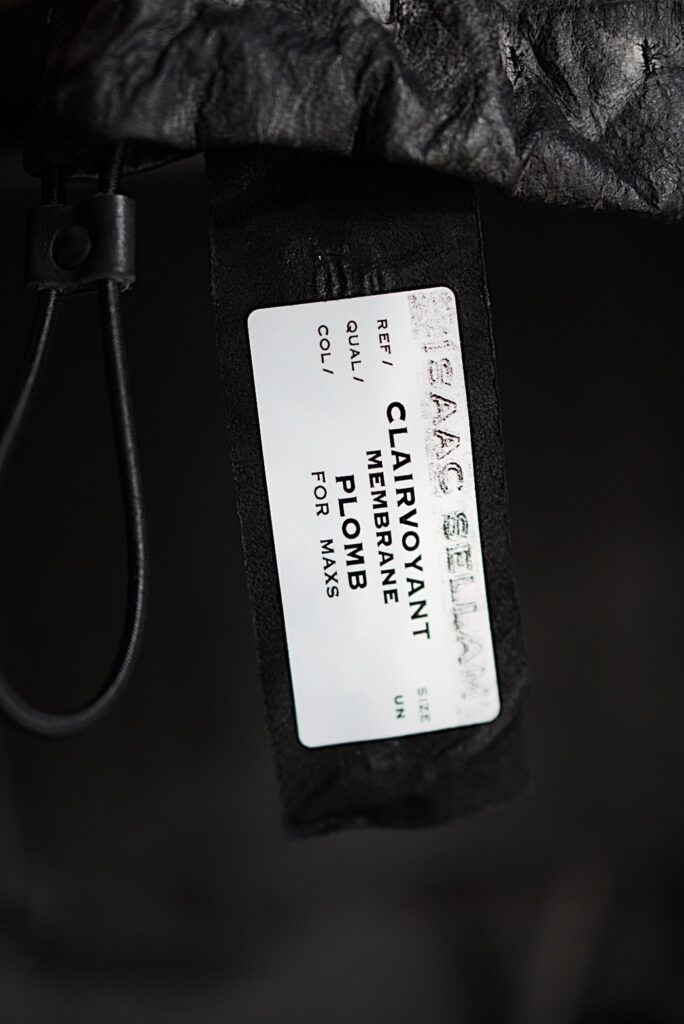 ISAAC SELLAM
REF/ CLAIRVOYANT
QUAL/ MEMBRANE
COL/ PLOMB
FOR MAXS
SIZE
UN